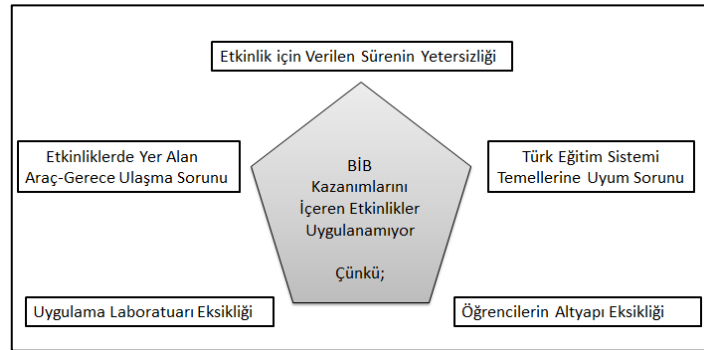 Etkinlik için Verilen Sürenin Yetersizliği
Etkinliklerde Yer Alan
Araç-Gerece Ulaşma Sorunu
Türk Eğitim Sistemi
Temellerine Uyum Sorunu
BİB
Kazanımlarını
İçeren Etkinlikler
Uygulanamıyor
Çünkü;
Uygulama Laboratuarı Eksikliği
Öğrencilerin Altyapı Eksikliği